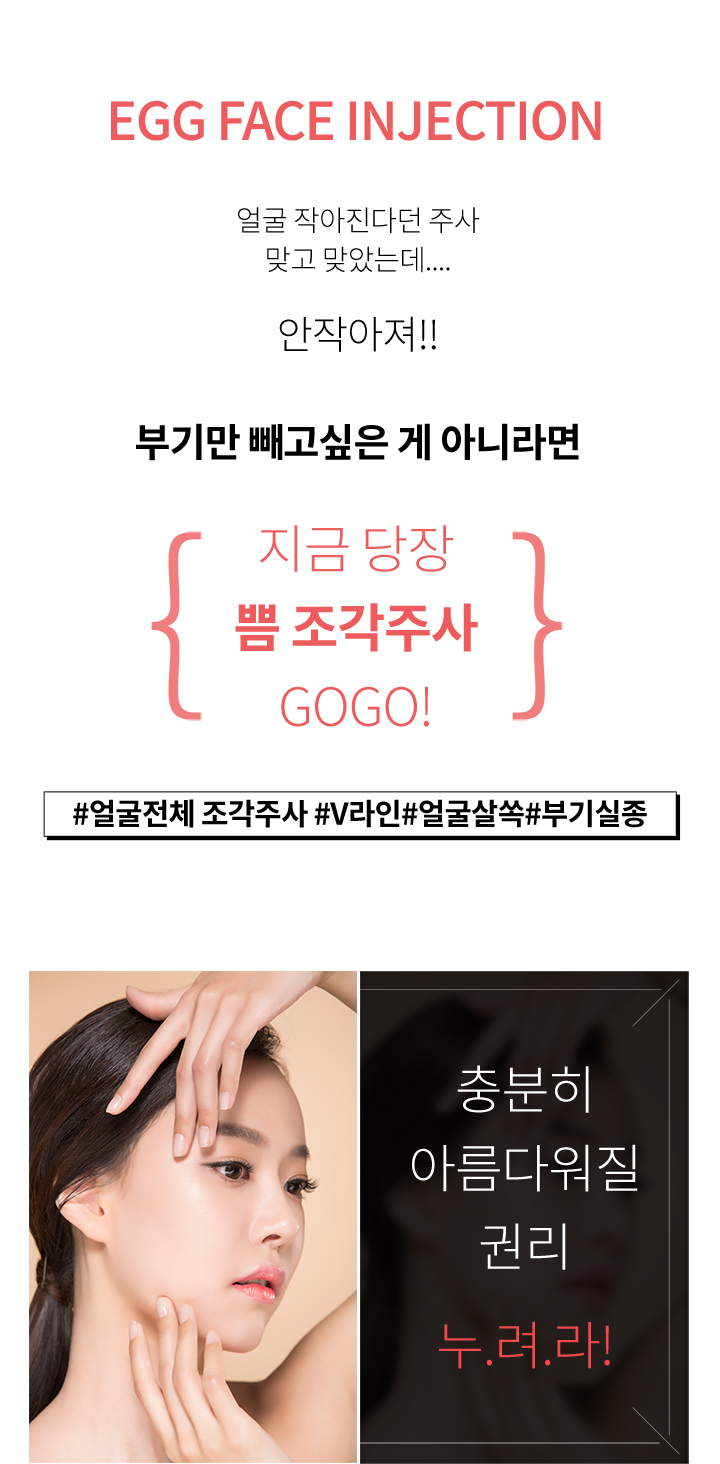 EGG FACE INJECTION
얼굴 작아진다던 주사
맞고 맞았는데....
안작아져!!
부기만 빼고싶은 게 아니라면
지금 당장
쁨 조각주사
GOGO!
#얼굴전체 조각주사 #V라인#얼굴살쏙#부기실종
충분히
아름다워질
권리
누.려.라!